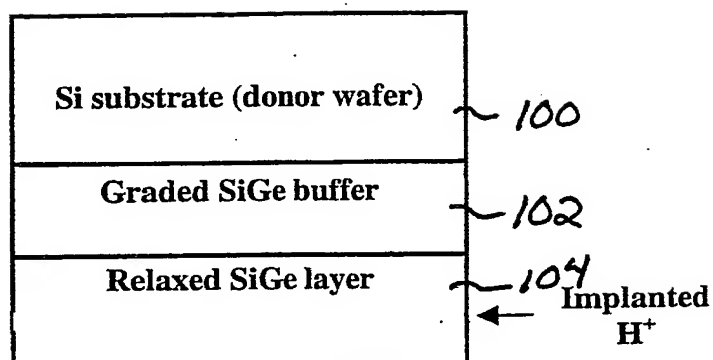 Si substrate (donor wafer)
100
Graded SiGe buffer
102
Relaxed SiGe layer
104
Implanted
H+